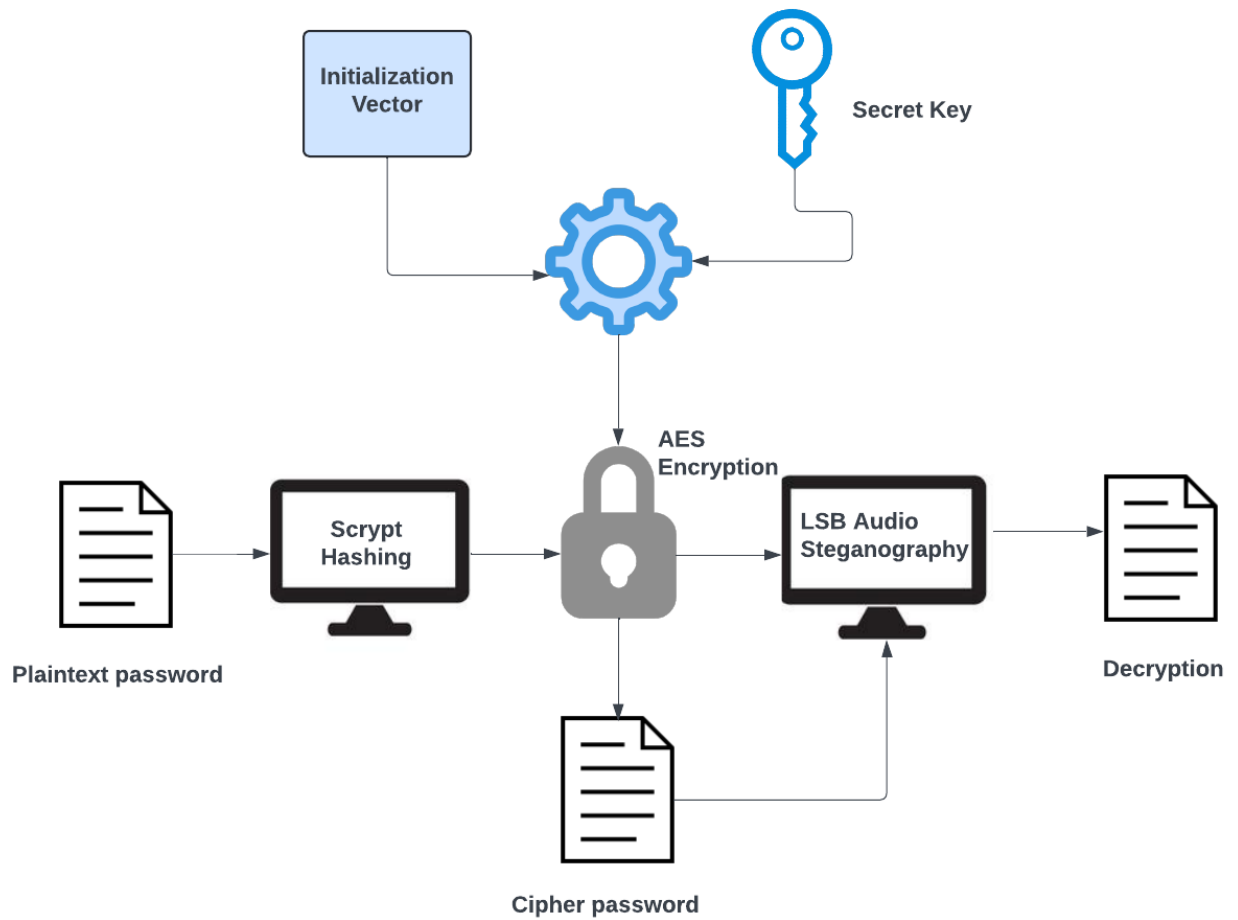 Initialization
Vector
Secret Key
AES
Encryption
Scrypt
Hashing
LSB Audio
Steganography
Plaintext password
Decryption
Cipher password